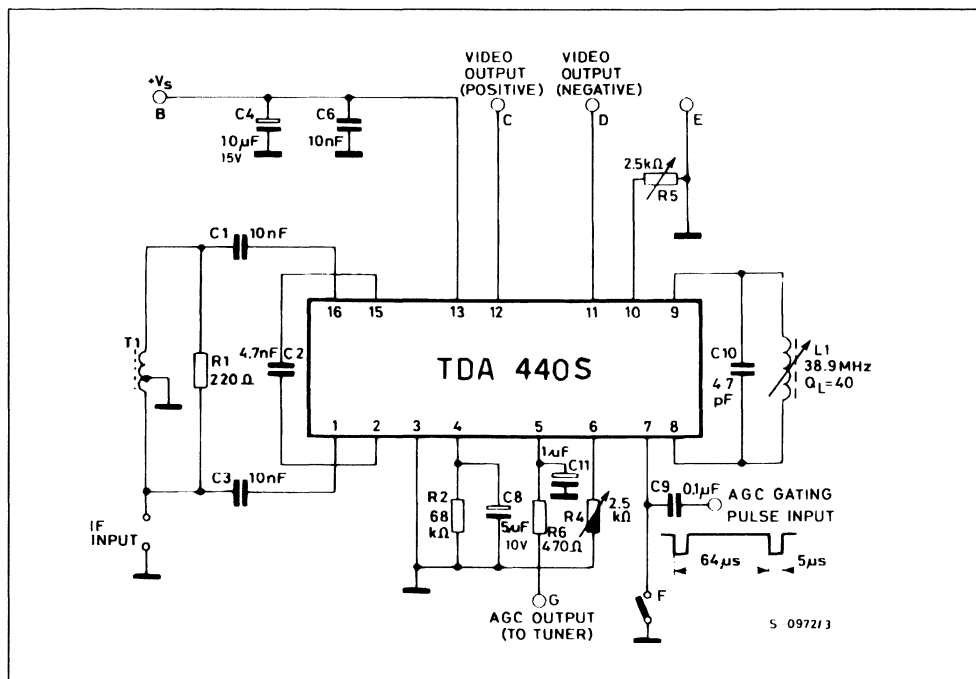 VIDEO OUTPUT (POSITIVE)
VIDEO OUTPUT (NEGATIVE)
+Vs
B
C
D
E
C4
10µF
15V
C6
10nF
2.5kΩ
R5
C1
10nF
16
15
13
12
11
10
9
T1
R1
220Ω
4.7nF
C2
TDA 440S
C10
47
pF
L1
38.9MHz
QL=40
1
2
3
4
5
6
7
8
C3
10nF
IF
INPUT
R2
68
kΩ
C8
5µF
10V
1µF
C11
R6
470Ω
R4
2.5
kΩ
C9
0.1µF
AGC GATING
PULSE INPUT
64µs
5µs
F
G
AGC OUTPUT
(TO TUNER)
S-0972/3